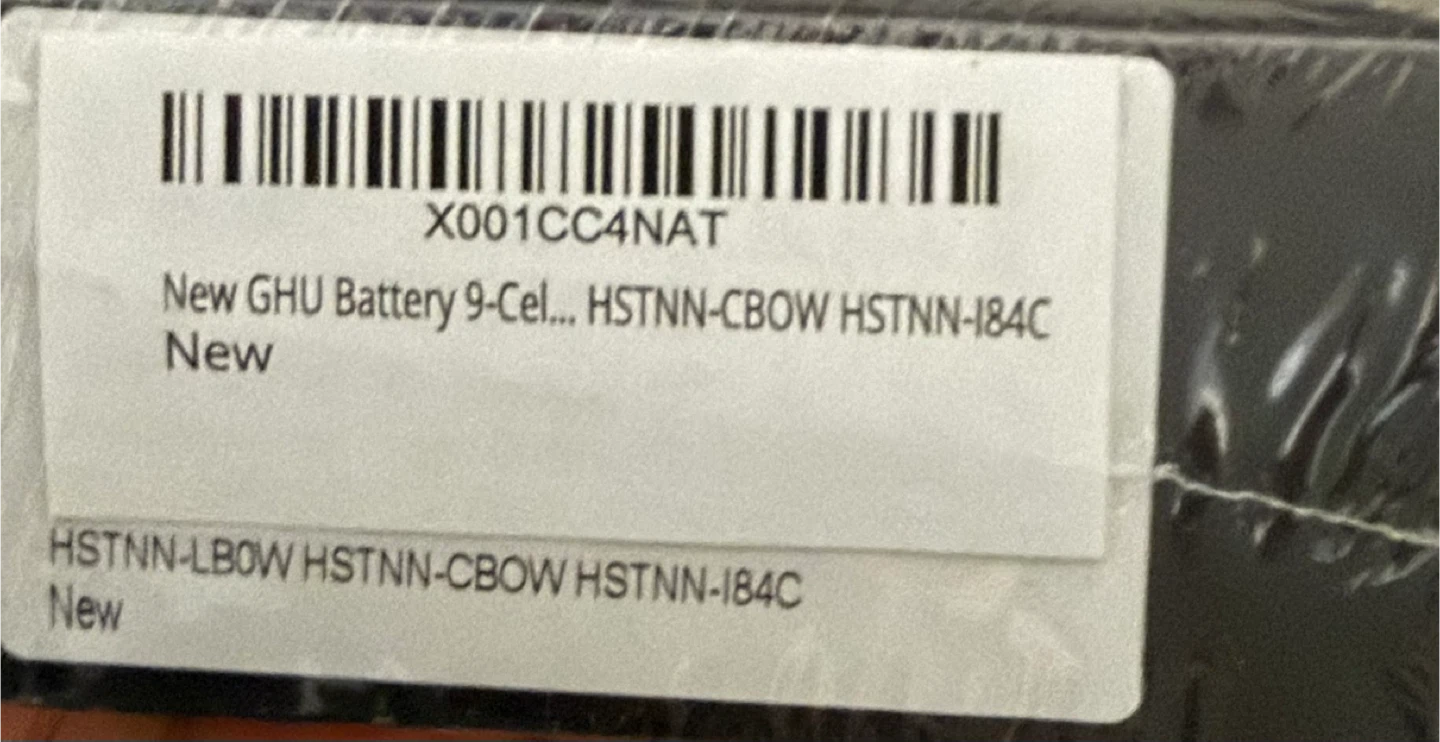 X001CC4NAT
New GHU Battery 9-Cel... HSTNN-CBOW HSTNN-I84C
New
HSTNN-LB0W HSTNN-CBOW HSTNN-I84C
New